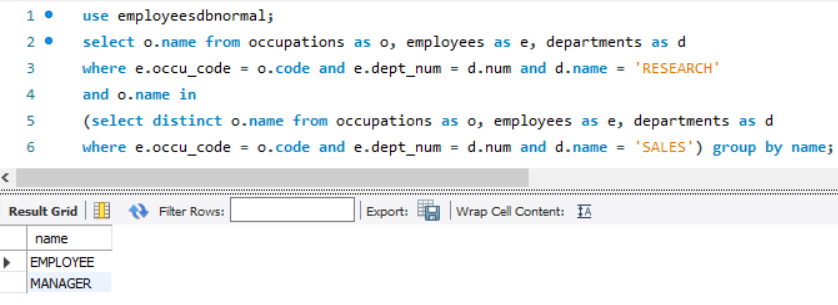 1 use employeesdbnormal;
2 select o.name from occupations as o, employees as e, departments as d
3 where e.occu_code = o.code and e.dept_num = d.num and d.name = 'RESEARCH'
4 and o.name in
5 (select distinct o.name from occupations as o, employees as e, departments as d
6 where e.occu_code = o.code and e.dept_num = d.num and d.name = 'SALES') group by name;
Result Grid Filter Rows: Export: Wrap Cell Content: IA
name
EMPLOYEE
MANAGER